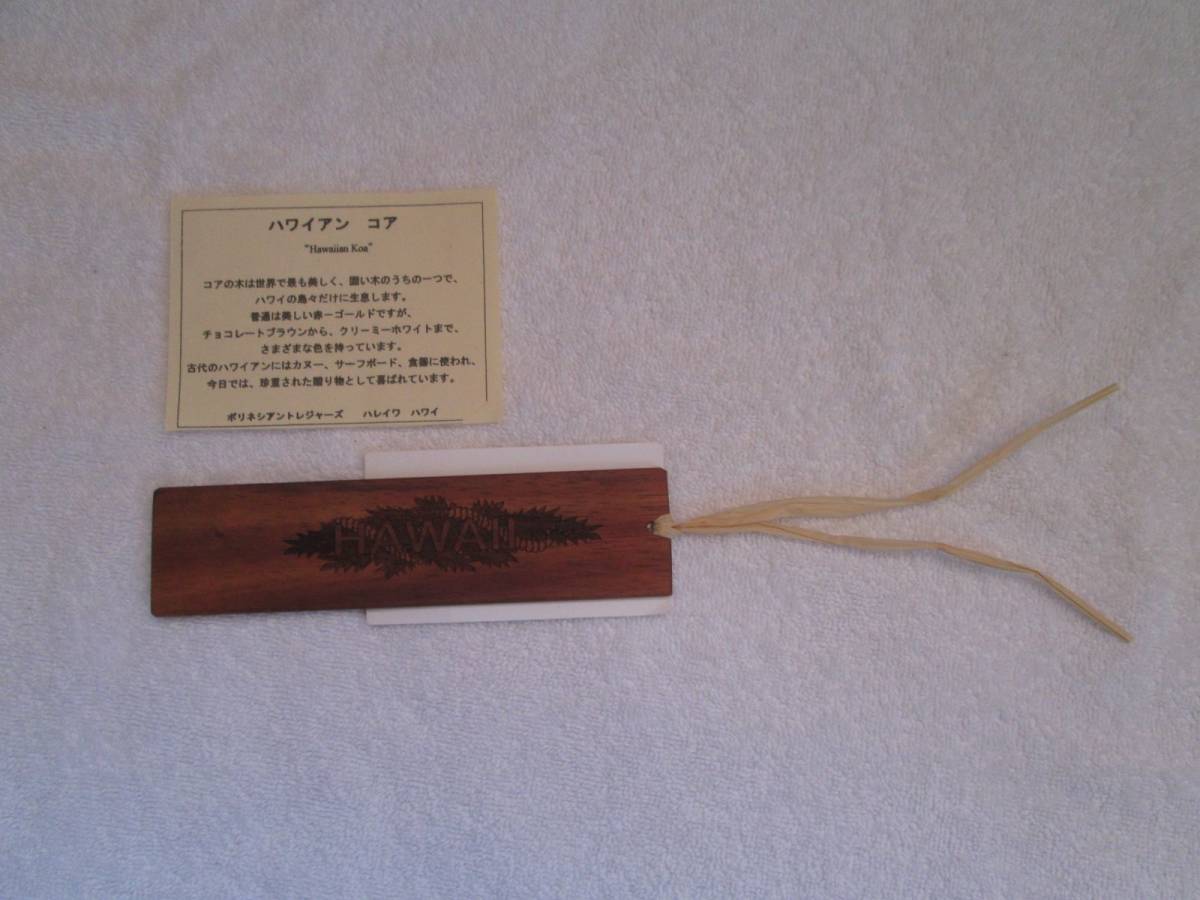 ハワイアン　コア
"Hawaiian Koa"
コアの木は世界で最も美しく、固い木のうちの一つで、
ハワイの島々だけに生息します。
普通は美しい赤ーゴールドですが、
チョコレートブラウンから、クリーミーホワイトまで、
さまざまな色を持っています。
古代のハワイアンにはカヌー、サーフボード、食器に使われ、
今日では、珍重された贈り物として喜ばれています。
ポリネシアントレジャーズ　ハレイワ　ハワイ
HAWAII